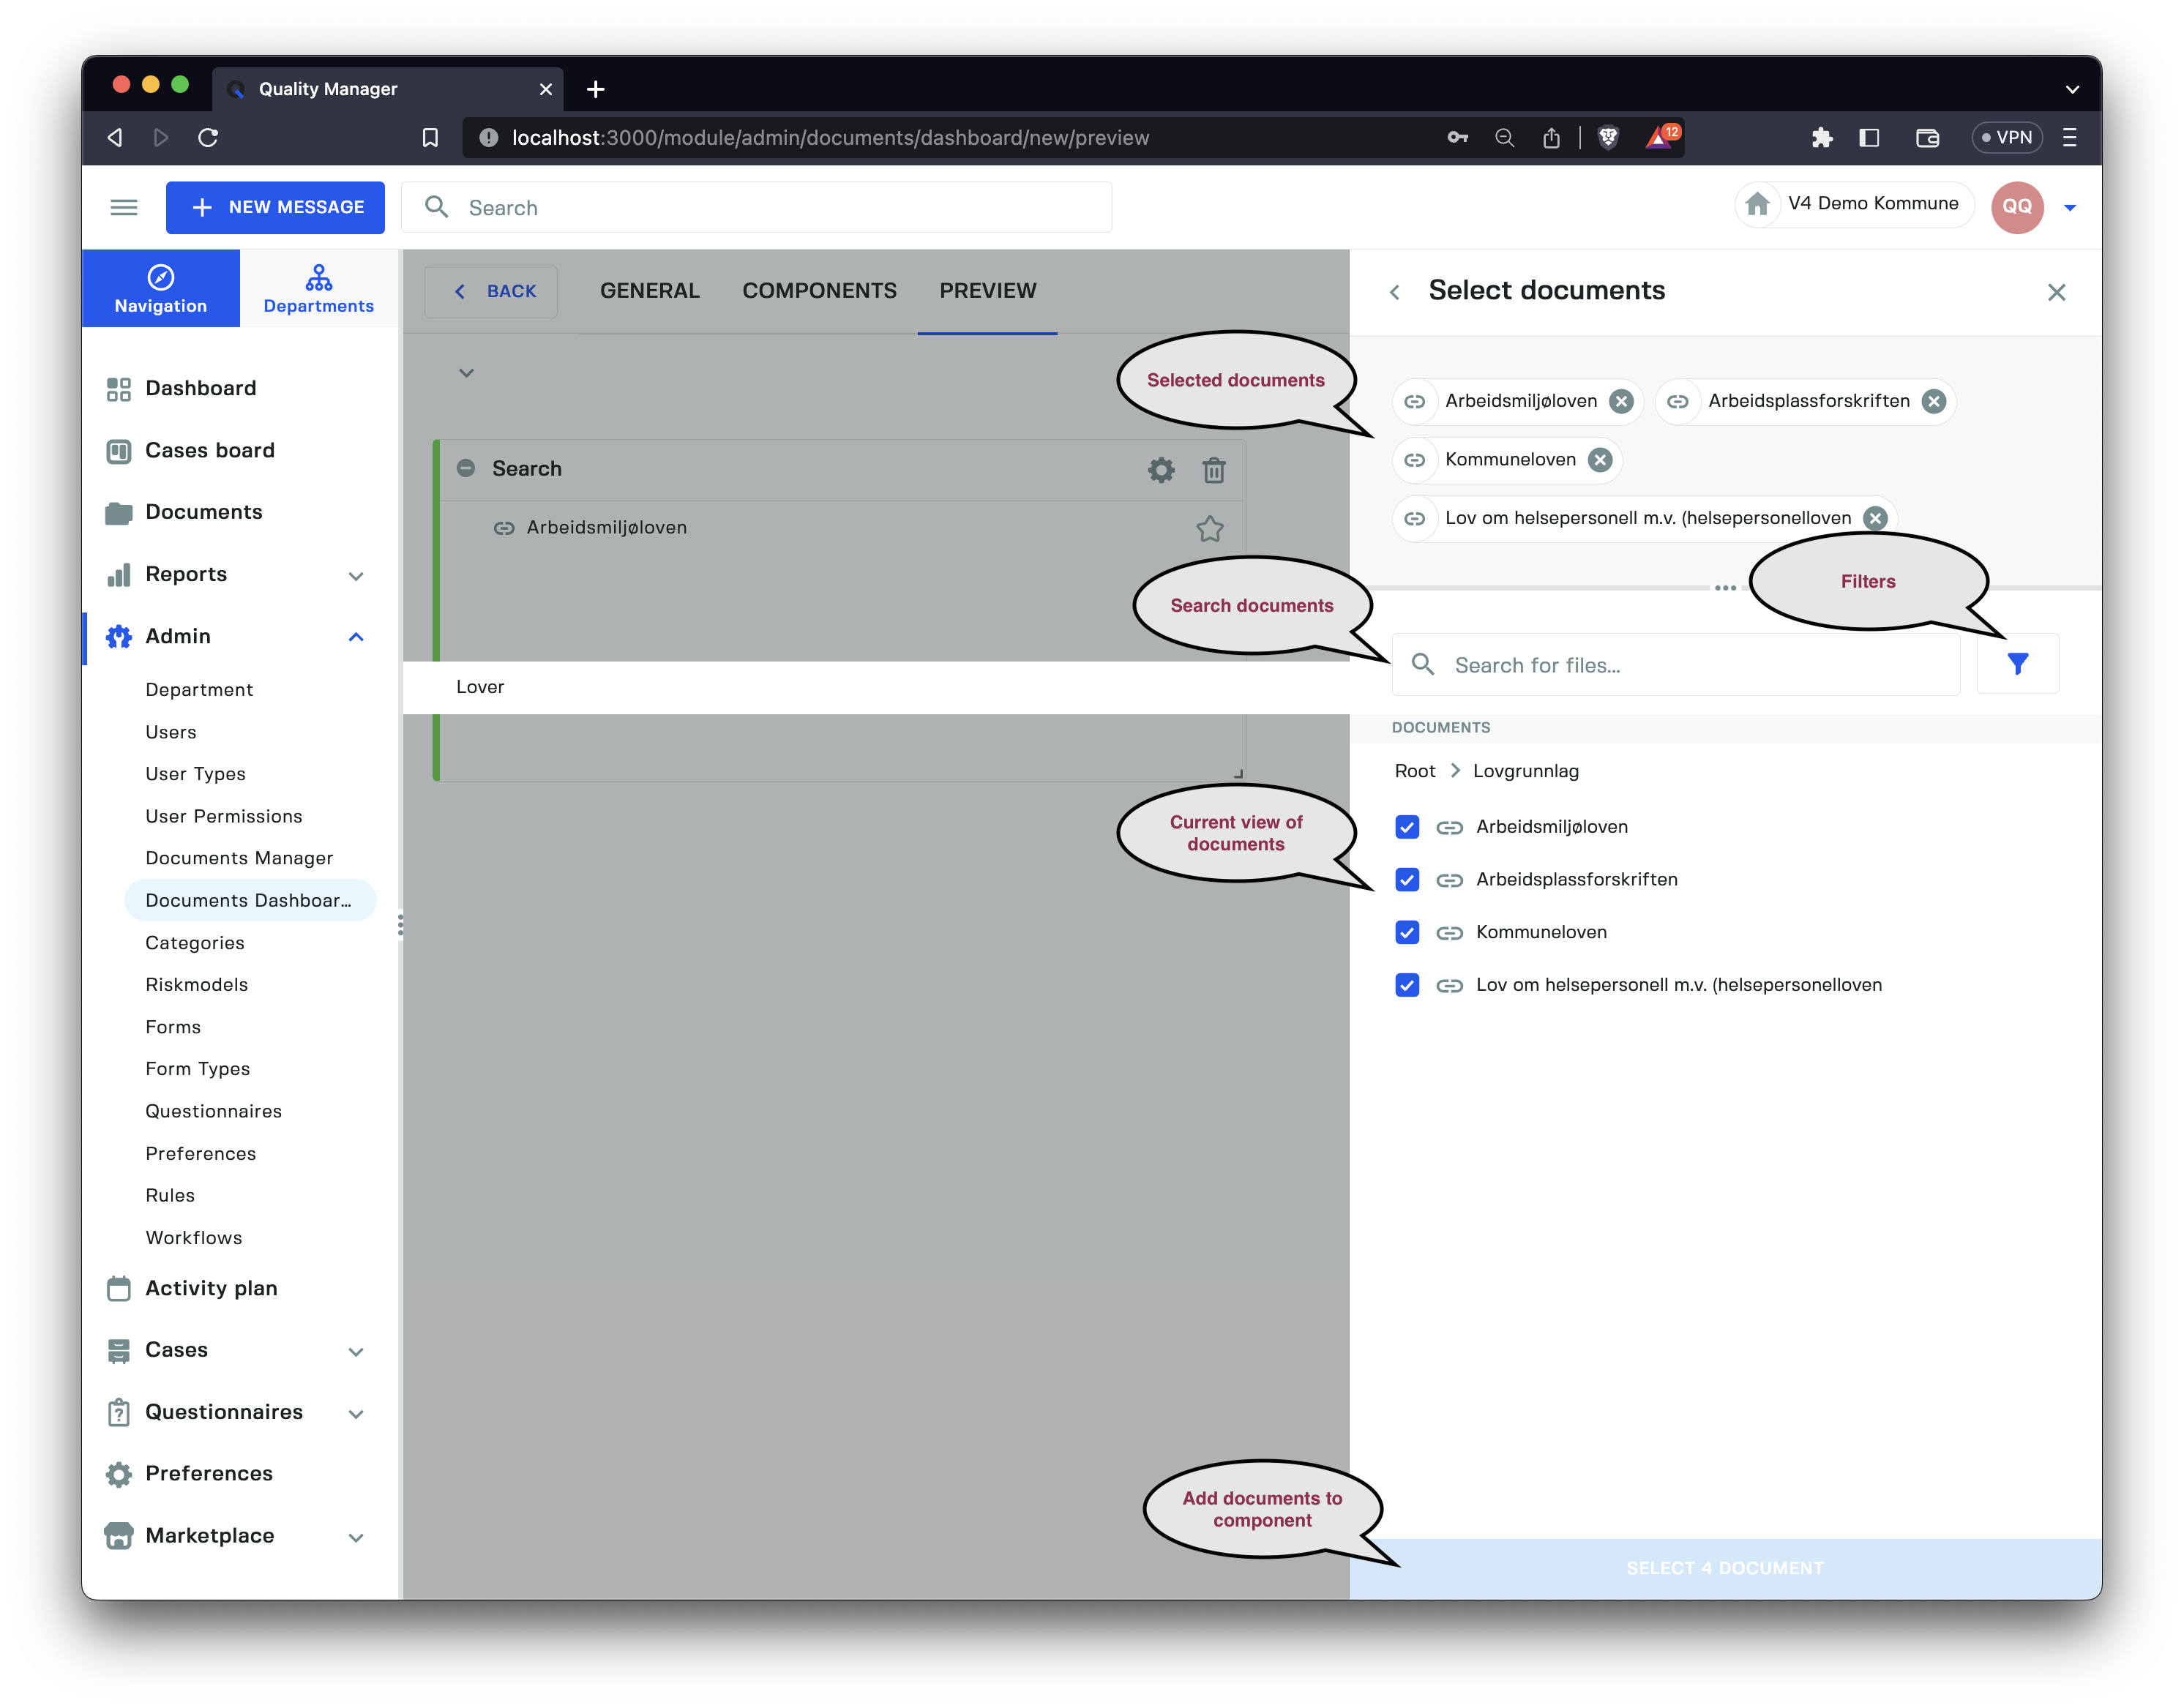 Quality Manager
localhost:3000/module/admin/documents/dashboard/new/preview
12
VPN
NEW MESSAGE
Search
V4 Demo Kommune
QQ
Navigation
Departments
Dashboard
Cases board
Documents
Reports
Admin
Department
Users
User Types
User Permissions
Documents Manager
Documents Dashboar...
Categories
Riskmodels
Forms
Form Types
Questionnaires
Preferences
Rules
Workflows
Activity plan
Cases
Questionnaires
Preferences
Marketplace
BACK
GENERAL
COMPONENTS
PREVIEW
Search
Arbeidsmiljøloven
Lover
Select documents
Selected documents
Arbeidsmiljøloven
Arbeidsplassforskriften
Kommuneloven
Lov om helsepersonell m.v. (helsepersonelloven
Filters
Search documents
Search for files...
DOCUMENTS
Root > Lovgrunnlag
Current view of
documents
Arbeidsmiljøloven
Arbeidsplassforskriften
Kommuneloven
Lov om helsepersonell m.v. (helsepersonelloven
Add documents to
component
SELECT 4 DOCUMENT